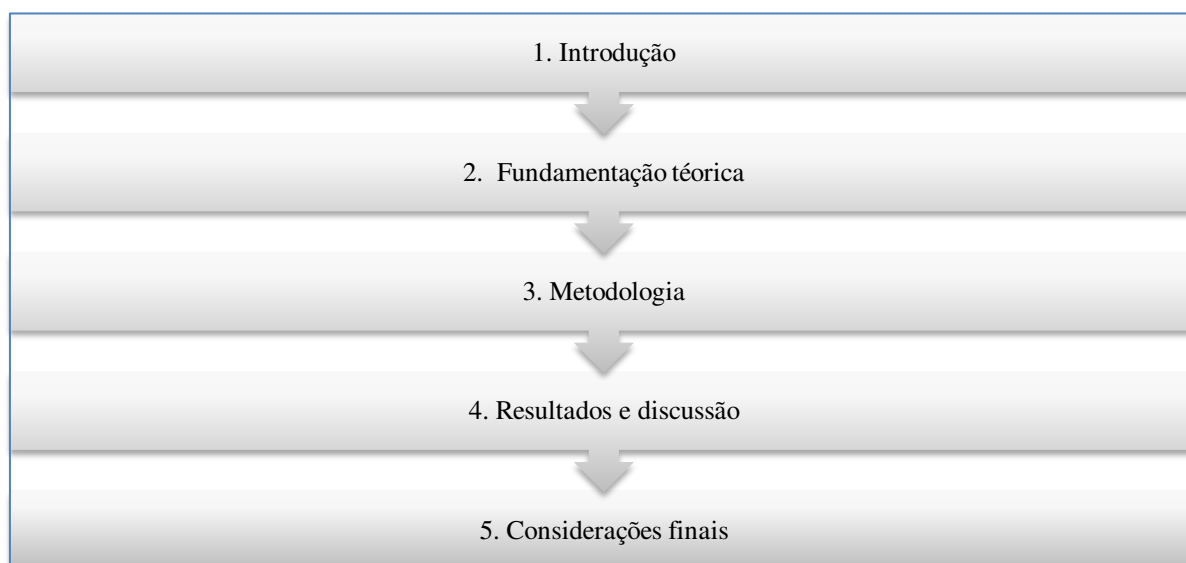 1. Introdução
2. Fundamentação téorica
3. Metodologia
4. Resultados e discussão
5. Considerações finais